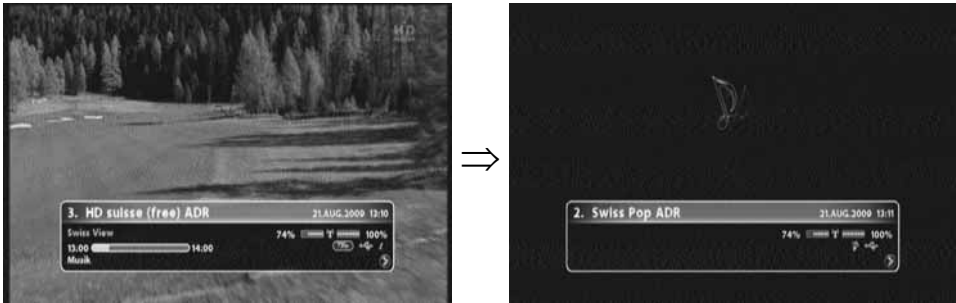 HD
3. HD suisse (free) ADR 21.AUG.2009 13:10
Swiss View 74% T 100%
13.00 14:00
Musik
2. Swiss Pop ADR 21.AUG.2009 13:11
74% T 100%